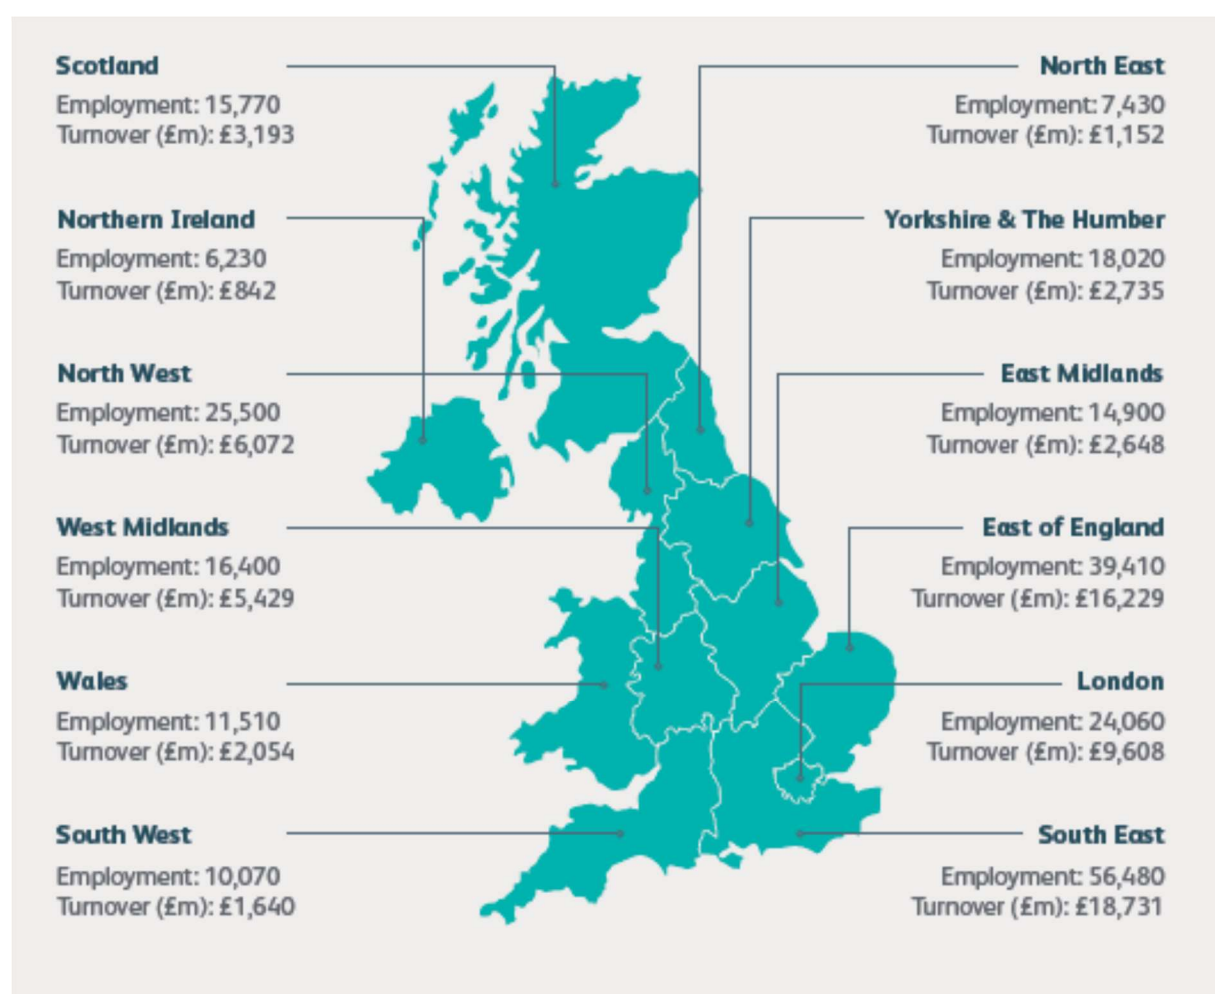 Scotland
Employment: 15,770
Turnover (£m): £3,193
Northern Ireland
Employment: 6,230
Turnover (£m): £842
North West
Employment: 25,500
Turnover (£m): £6,072
West Midlands
Employment: 16,400
Turnover (£m): £5,429
Wales
Employment: 11,510
Turnover (£m): £2,054
South West
Employment: 10,070
Turnover (£m): £1,640
North East
Employment: 7,430
Turnover (£m): £1,152
Yorkshire & The Humber
Employment: 18,020
Turnover (£m): £2,735
East Midlands
Employment: 14,900
Turnover (£m): £2,648
East of England
Employment: 39,410
Turnover (£m): £16,229
London
Employment: 24,060
Turnover (£m): £9,608
South East
Employment: 56,480
Turnover (£m): £18,731